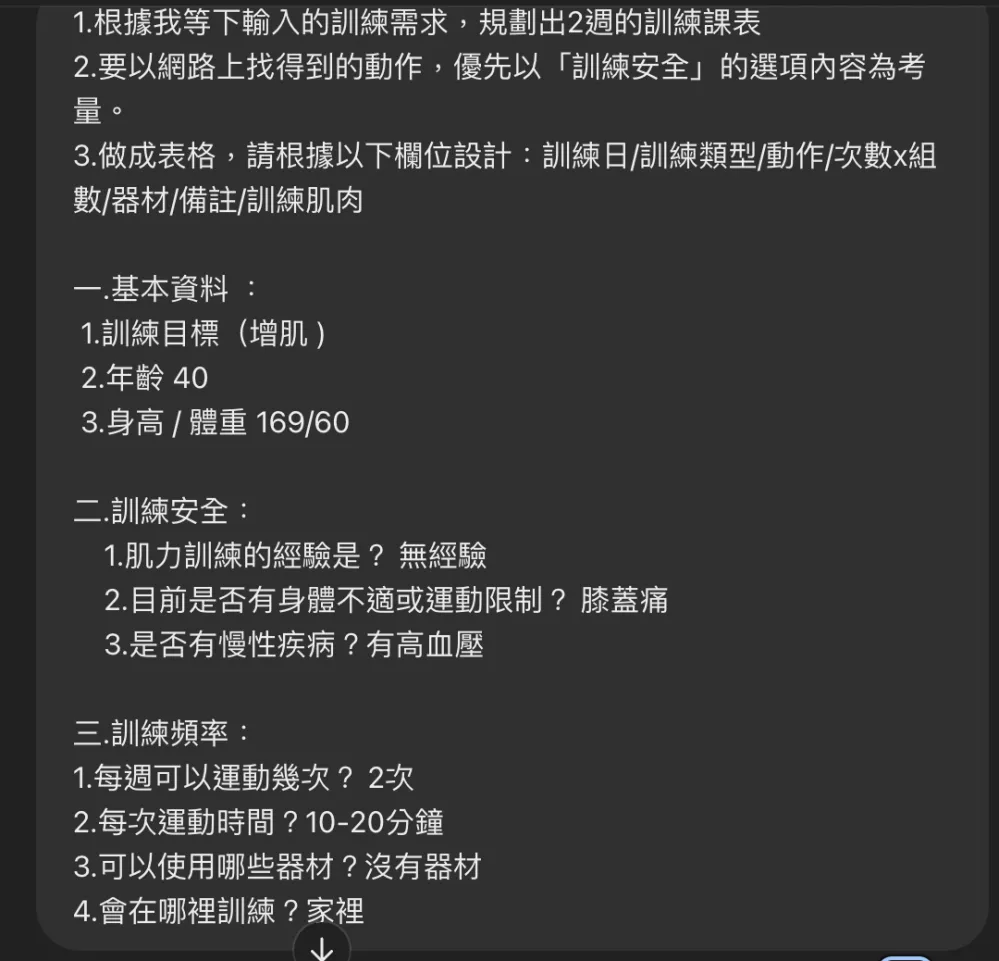 1.根據我等下輸入的訓練需求，規劃出2週的訓練課表
2.要以網路上找得到的動作，優先以「訓練安全」的選項內容為考
量。
3.做成表格，請根據以下欄位設計：訓練日/訓練類型/動作/次數x組
數/器材/備註/訓練肌肉
一.基本資料 ：
1.訓練目標（增肌 )
2.年齡 40
3.身高 / 體重 169/60
二.訓練安全：
1.肌力訓練的經驗是？ 無經驗
2.目前是否有身體不適或運動限制？ 膝蓋痛
3.是否有慢性疾病？有高血壓
三.訓練頻率：
1.每週可以運動幾次？ 2次
2.每次運動時間？10-20分鐘
3.可以使用哪些器材？沒有器材
4.會在哪裡訓練？家裡